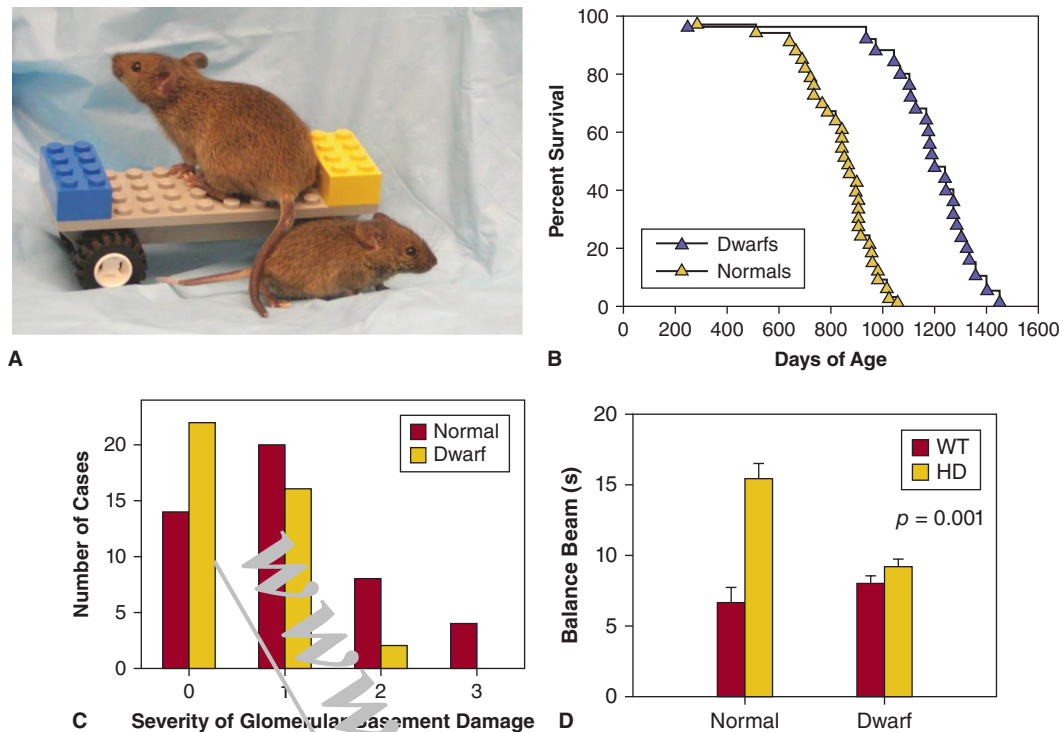 A
B
Percent Survival
100
80
60
40
20
0
Dwarfs
Normals
0 200 400 600 800 1000 1200 1400 1600
Days of Age
C
Number of Cases
20
15
10
5
0
Normal
Dwarf
0 1 2 3
Severity of Glomerular Basement Damage
www
D
Balance Beam (s)
20
15
10
5
0
WT
HD
p = 0.001
Normal Dwarf